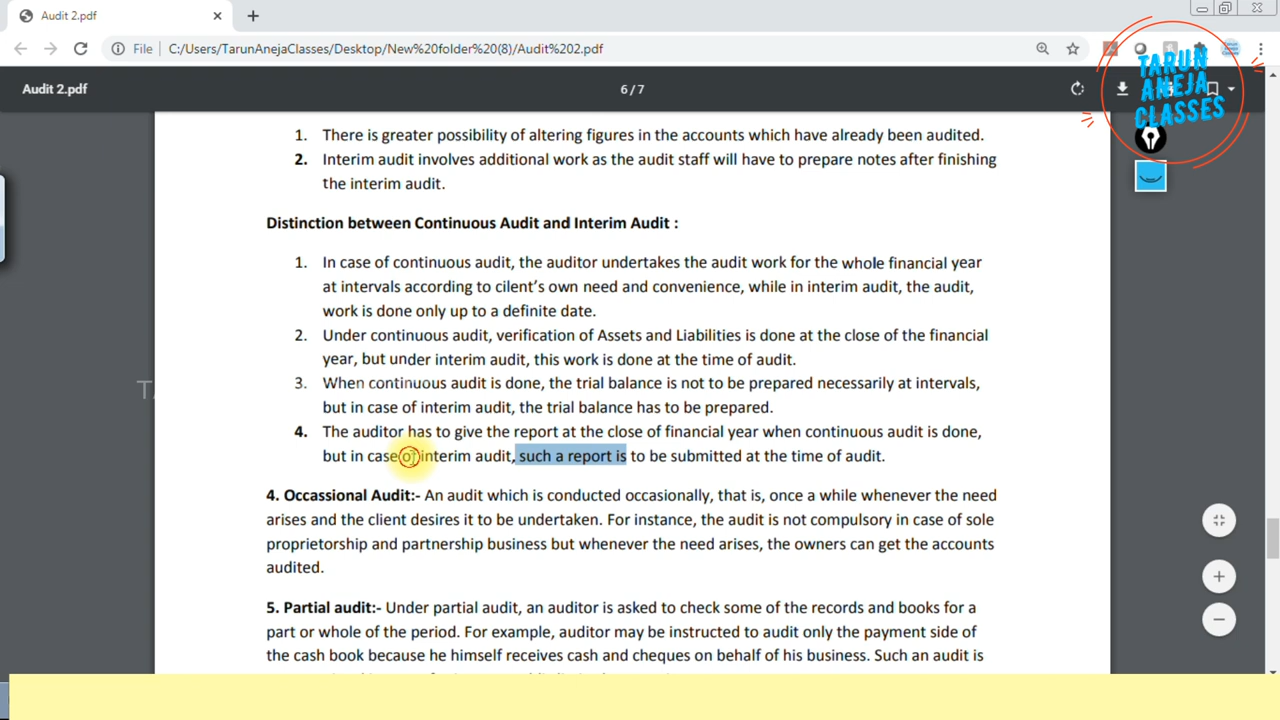 Audit 2.pdf
File C:/Users/TarunAnejaClasses/Desktop/New%20folder%20(8)/Audit%202.pdf
Audit 2.pdf
6 / 7
TARUN
ANEJA
CLASSES
1. There is greater possibility of altering figures in the accounts which have already been audited.
2. Interim audit involves additional work as the audit staff will have to prepare notes after finishing
the interim audit.
Distinction between Continuous Audit and Interim Audit :
1. In case of continuous audit, the auditor undertakes the audit work for the whole financial year
at intervals according to cilent's own need and convenience, while in interim audit, the audit,
work is done only up to a definite date.
2. Under continuous audit, verification of Assets and Liabilities is done at the close of the financial
year, but under interim audit, this work is done at the time of audit.
3. When continuous audit is done, the trial balance is not to be prepared necessarily at intervals,
but in case of interim audit, the trial balance has to be prepared.
4. The auditor has to give the report at the close of financial year when continuous audit is done,
but in case of interim audit, such a report is to be submitted at the time of audit.
4. Occassional Audit:- An audit which is conducted occasionally, that is, once a while whenever the need
arises and the client desires it to be undertaken. For instance, the audit is not compulsory in case of sole
proprietorship and partnership business but whenever the need arises, the owners can get the accounts
audited.
5. Partial audit:- Under partial audit, an auditor is asked to check some of the records and books for a
part or whole of the period. For example, auditor may be instructed to audit only the payment side of
the cash book because he himself receives cash and cheques on behalf of his business. Such an audit is